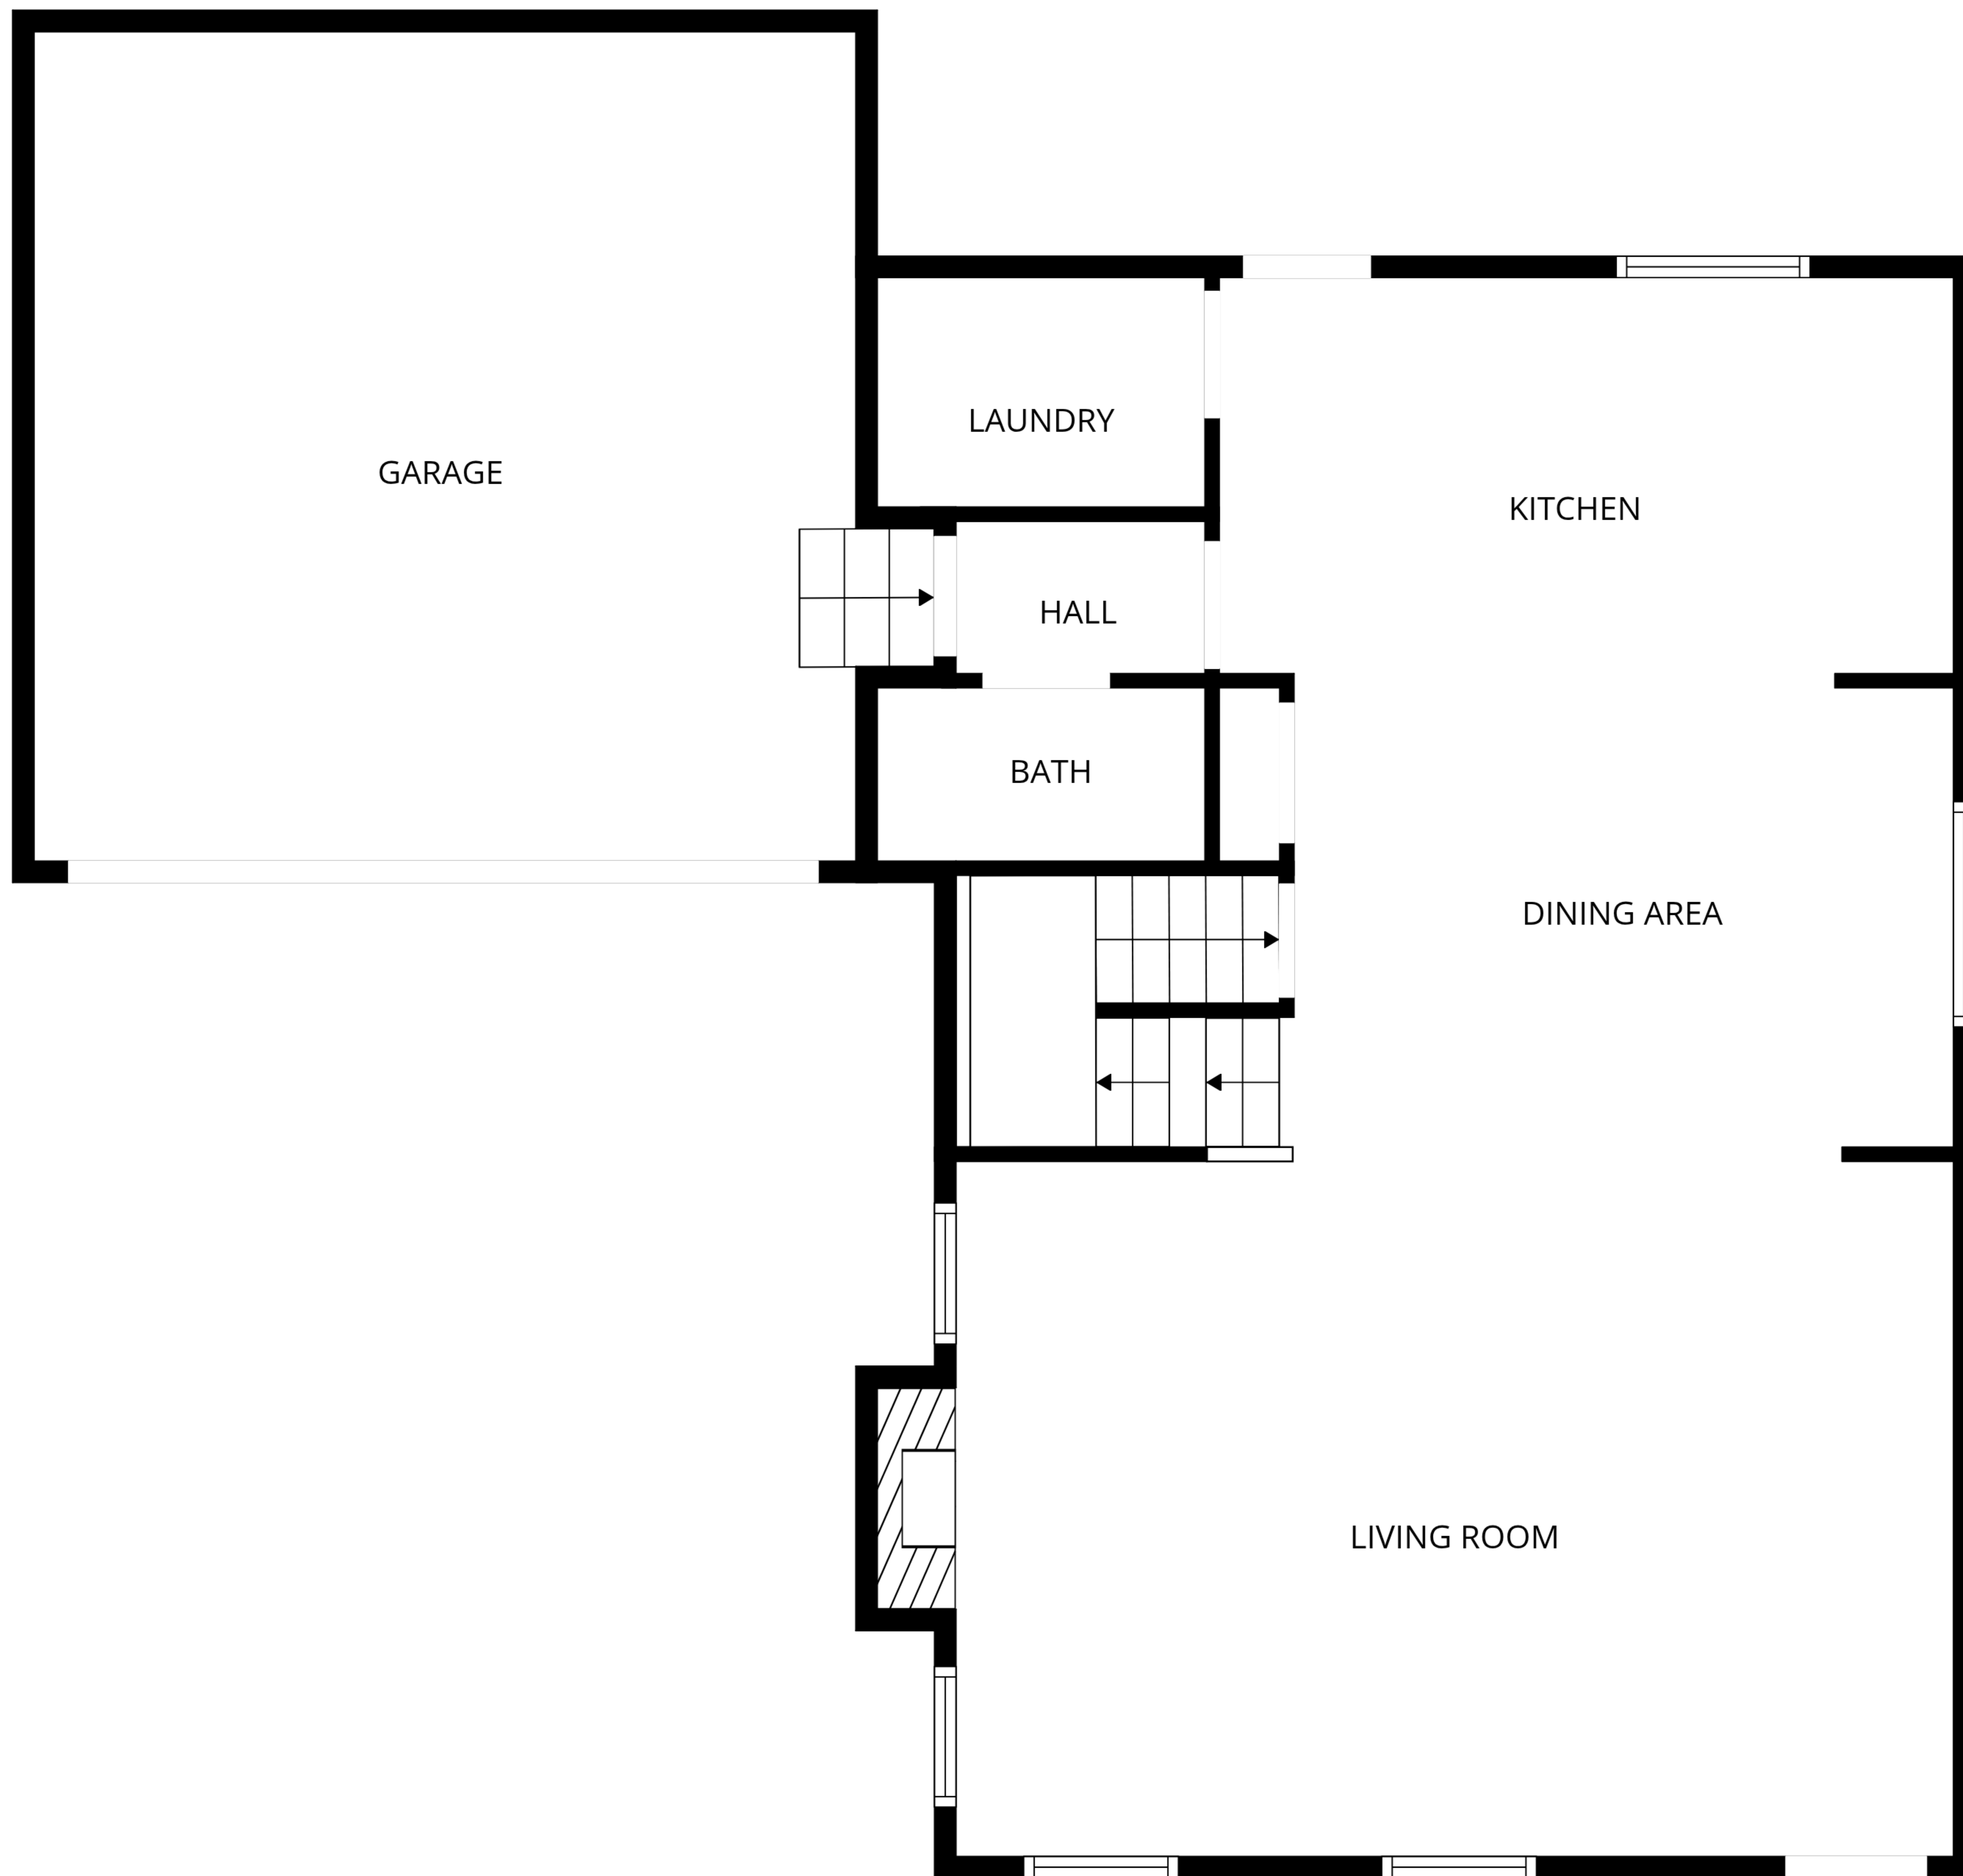 LAUNDRY
GARAGE
KITCHEN
HALL
BATH
DINING AREA
LIVING ROOM